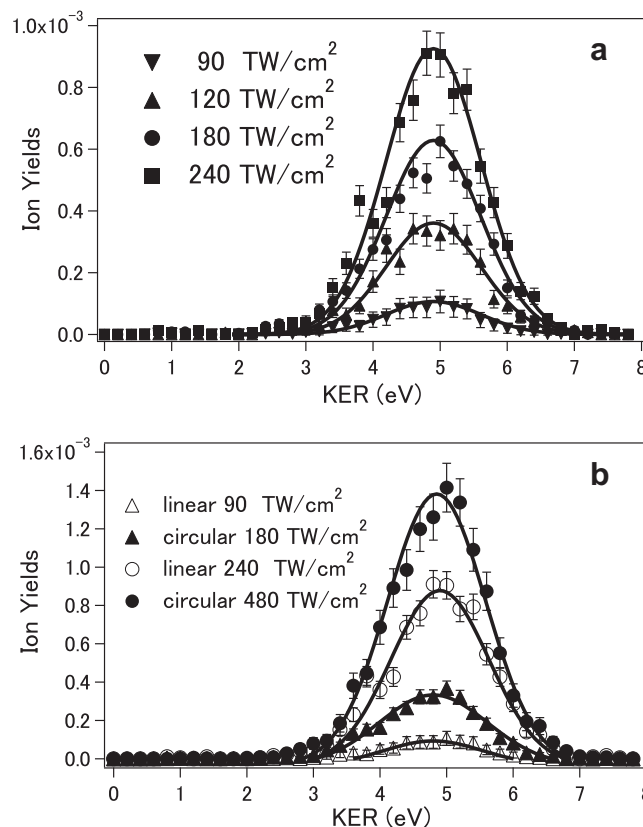 1.0x10⁻³
a
90 TW/cm²
120 TW/cm²
180 TW/cm²
240 TW/cm²
0.8
0.6
0.4
0.2
0.0
Ion Yields
0 1 2 3 4 5 6 7 8
KER (eV)
1.6x10⁻³
b
linear 90 TW/cm²
circular 180 TW/cm²
linear 240 TW/cm²
circular 480 TW/cm²
1.4
1.2
1.0
0.8
0.6
0.4
0.2
0.0
Ion Yields
0 1 2 3 4 5 6 7 8
KER (eV)